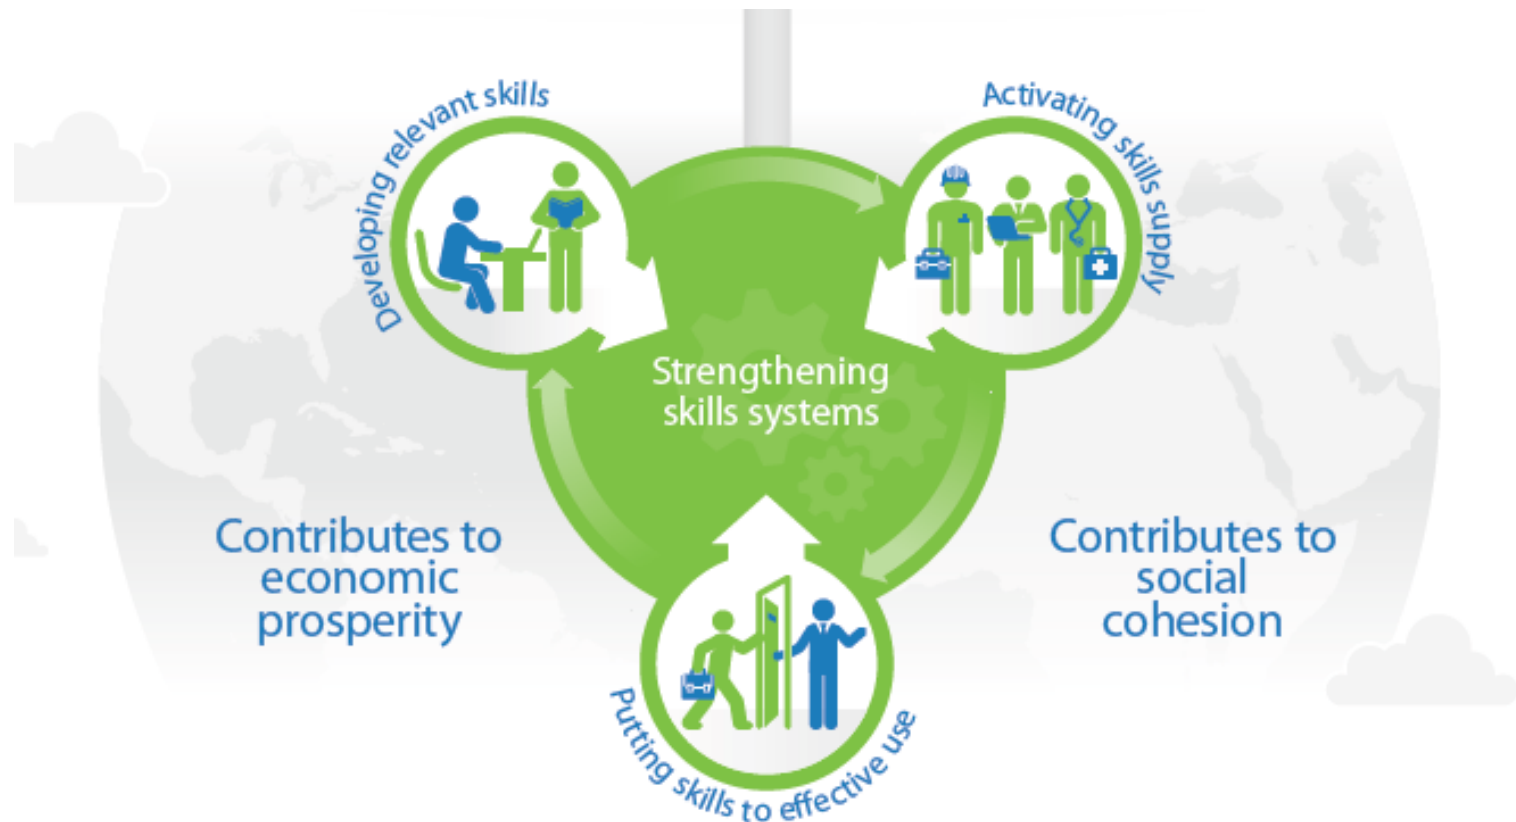 Developing relevant skills
Activating skills supply
Strengthening
skills systems
Contributes to
economic
prosperity
Contributes to
social
cohesion
Putting skills to effective use